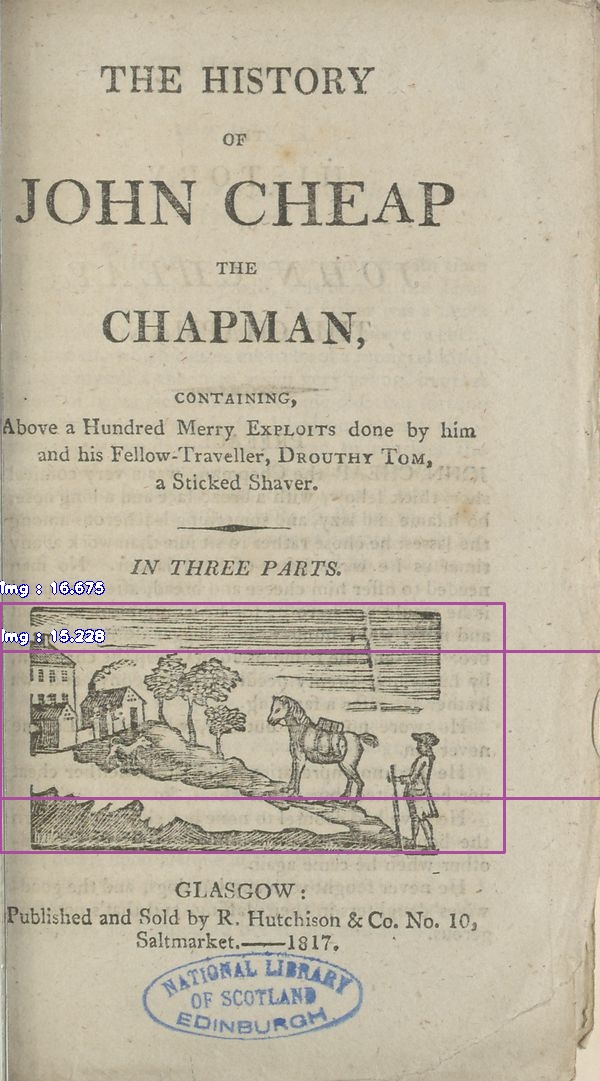 THE HISTORY
OF
JOHN CHEAP
THE
CHAPMAN,
CONTAINING,
Above a Hundred Merry EXPLOITS done by him
and his Fellow-Traveller, DROUTHY TOM,
a Sticked Shaver.
IN THREE PARTS.
img : 16.675
img : 15.228
GLASGOW:
Published and Sold by R. Hutchison & Co. No. 10,
Saltmarket.——1817.
NATIONAL LIBRARY
OF SCOTLAND
EDINBURGH